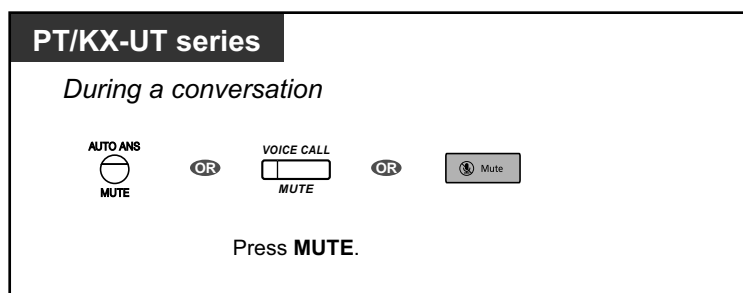 PT/KX-UT series
During a conversation
AUTO ANS
MUTE
OR
VOICE CALL
MUTE
OR
Mute
Press MUTE.